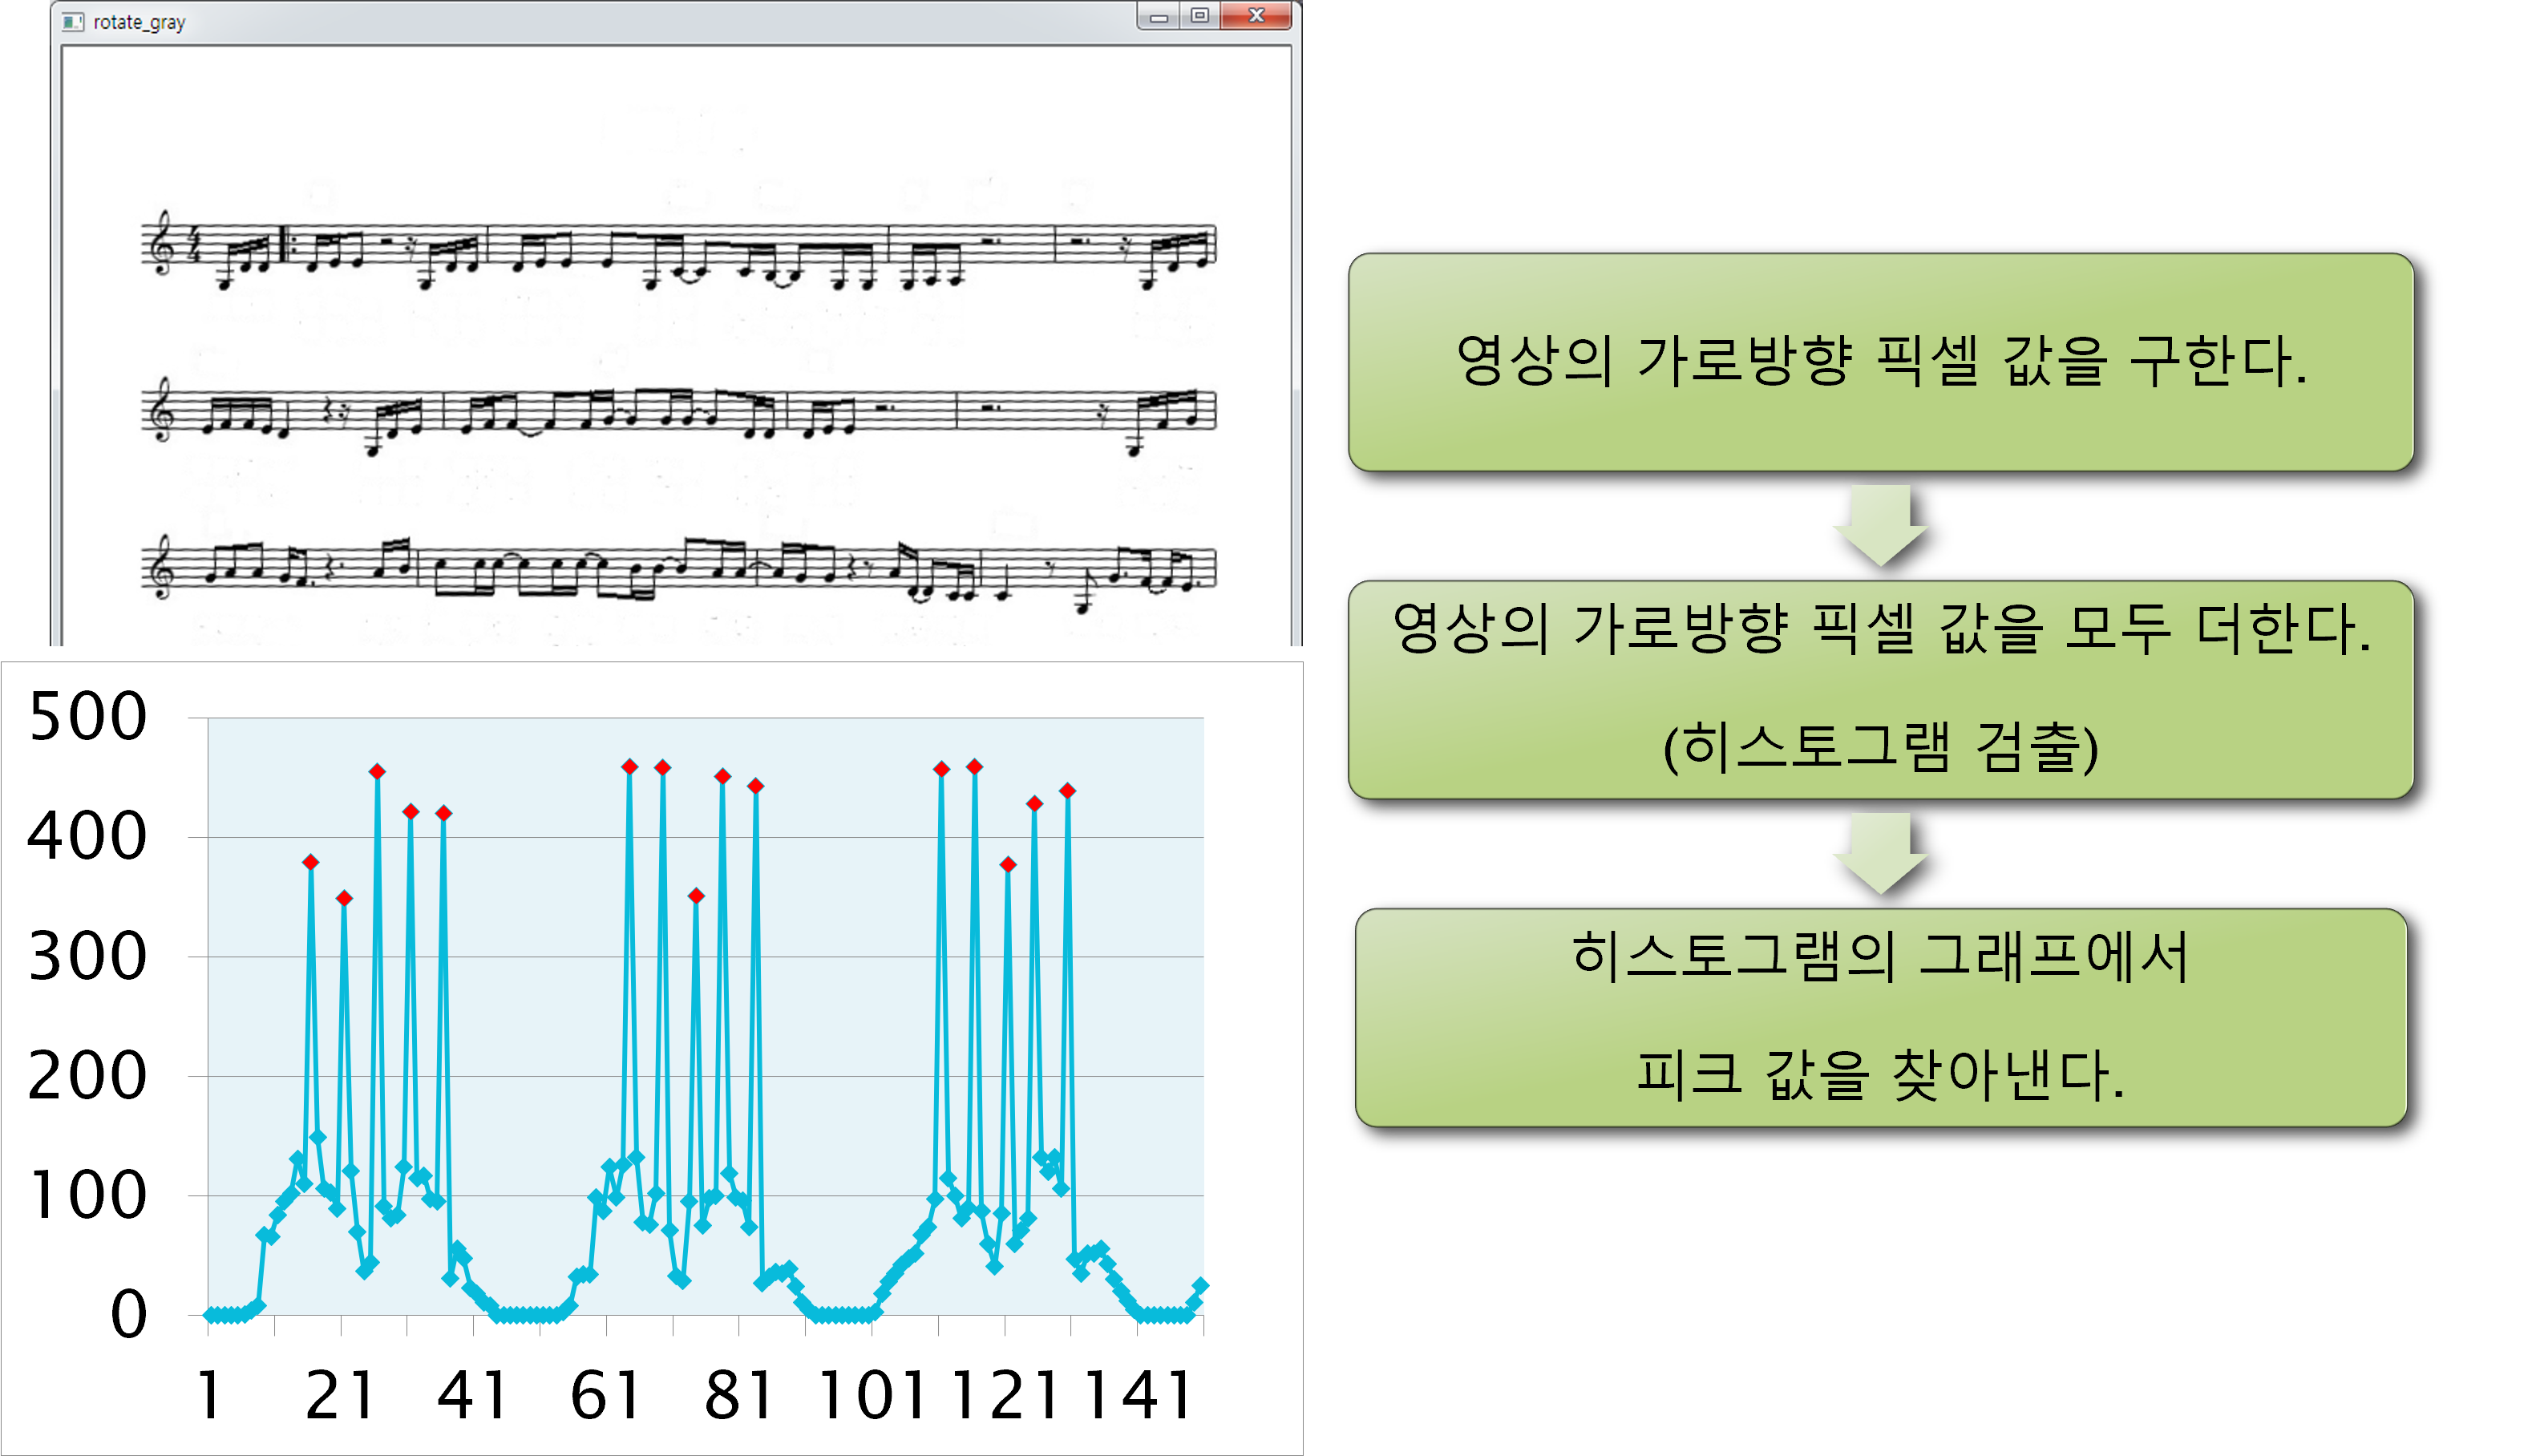 rotate_gray
영상의 가로방향 픽셀 값을 구한다.
영상의 가로방향 픽셀 값을 모두 더한다.
(히스토그램 검출)
히스토그램의 그래프에서
피크 값을 찾아낸다.
500
400
300
200
100
0
1 21 41 61 81 101 121 141